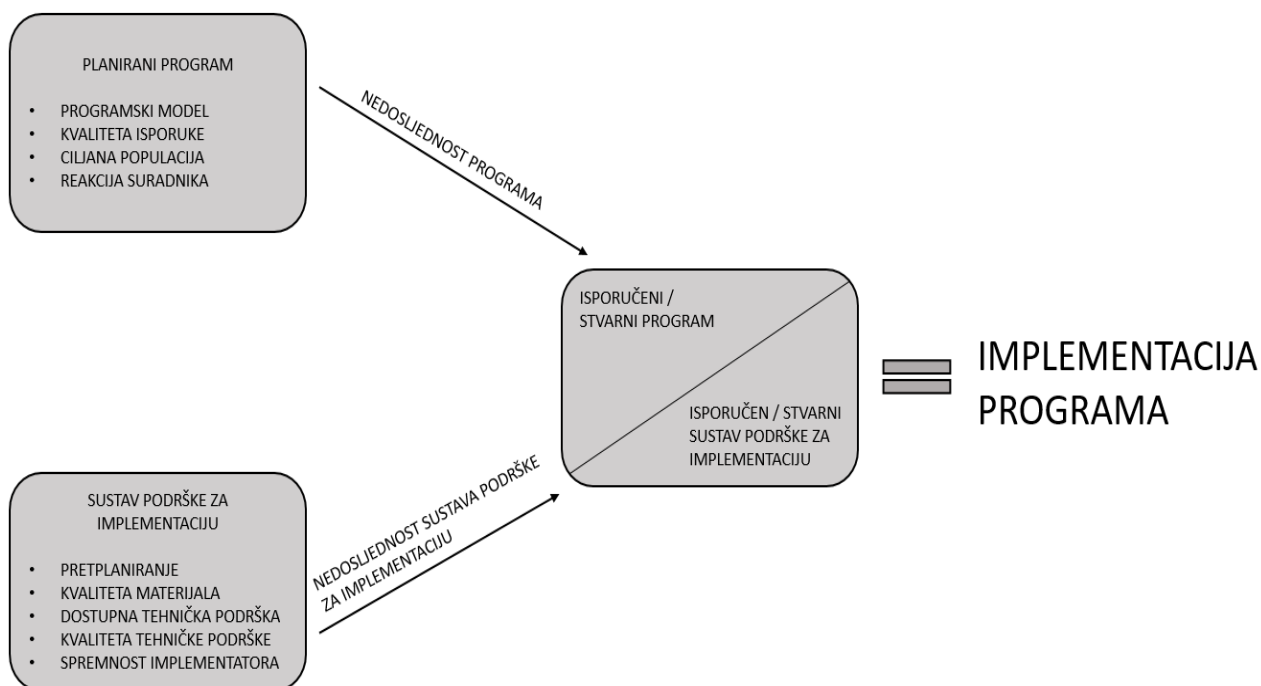 PLANIRANI PROGRAM
• PROGRAMSKI MODEL
• KVALITETA ISPORUKE
• CILJANA POPULACIJA
• REAKCIJA SURADNIKA
NEDOSLJEDNOST PROGRAMA
ISPORUČENI /
STVARNI PROGRAM
ISPORUČEN / STVARNI
SUSTAV PODRŠKE ZA
IMPLEMENTACIJU
IMPLEMENTACIJA
PROGRAMA
SUSTAV PODRŠKE ZA
IMPLEMENTACIJU
• PRETPLANIRANJE
• KVALITETA MATERIJALA
• DOSTUPNA TEHNIČKA PODRŠKA
• KVALITETA TEHNIČKE PODRŠKE
• SPREMNOST IMPLEMENTATORA
NEDOSLJEDNOST SUSTAVA PODRŠKE
ZA IMPLEMENTACIJU